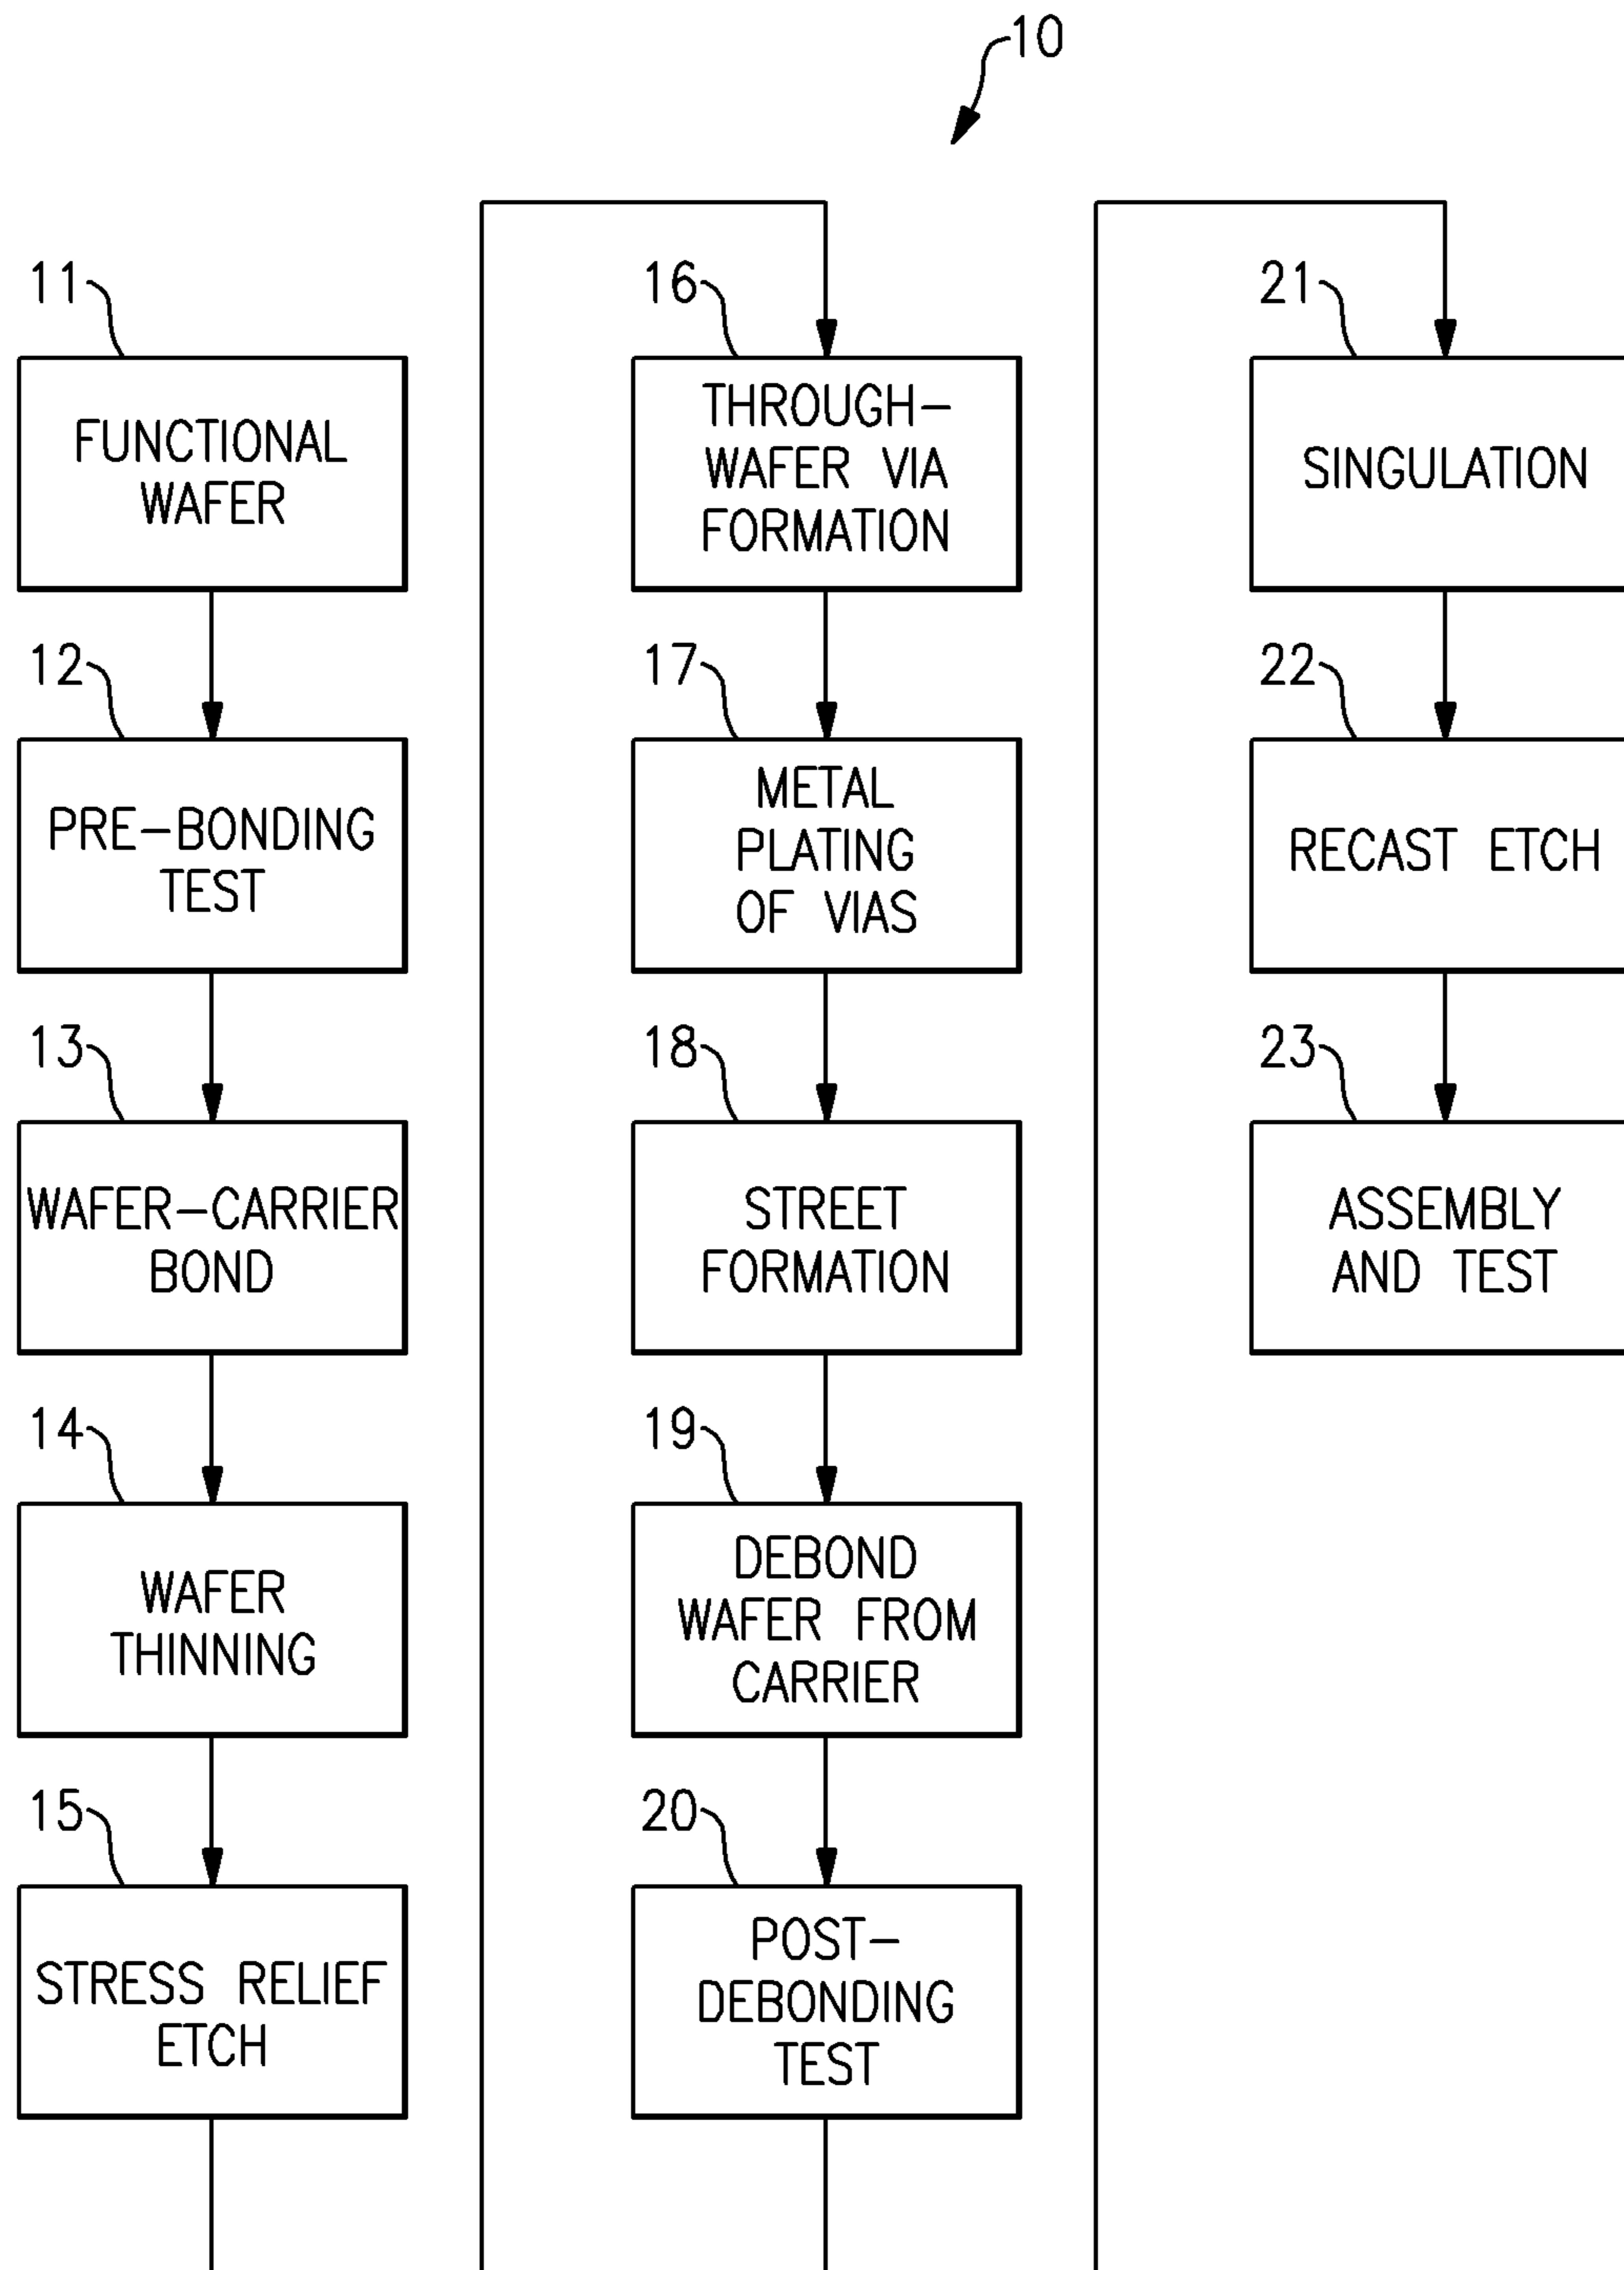 10
11
FUNCTIONAL
WAFER
12
PRE-BONDING
TEST
13
WAFER-CARRIER
BOND
14
WAFER
THINNING
15
STRESS RELIEF
ETCH
16
THROUGH-
WAFER VIA
FORMATION
17
METAL
PLATING
OF VIAS
18
STREET
FORMATION
19
DEBOND
WAFER FROM
CARRIER
20
POST-
DEBONDING
TEST
21
SINGULATION
22
RECAST ETCH
23
ASSEMBLY
AND TEST